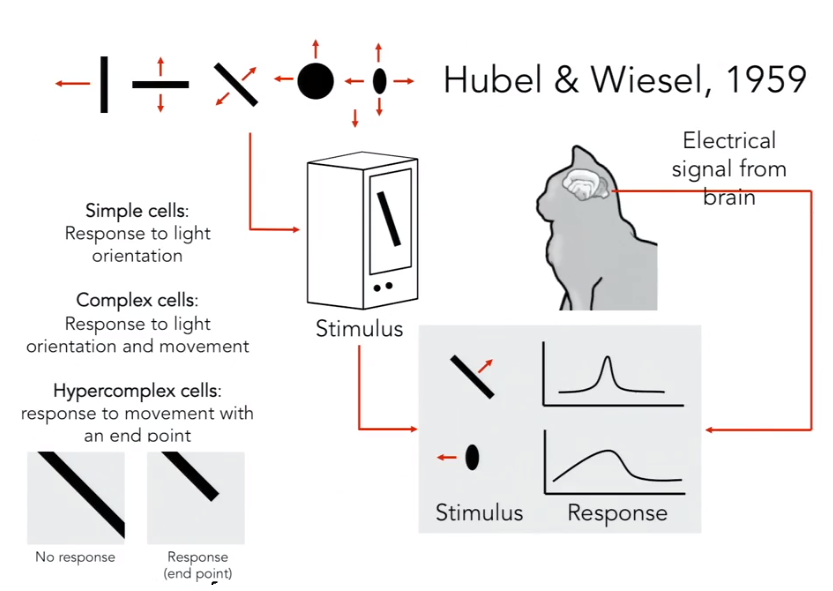 Hubel & Wiesel, 1959
Electrical
signal from
brain
Simple cells:
Response to light
orientation
Complex cells:
Response to light
orientation and movement
Hypercomplex cells:
response to movement with
an end point
No response
Response
(end point)
Stimulus
Stimulus
Response